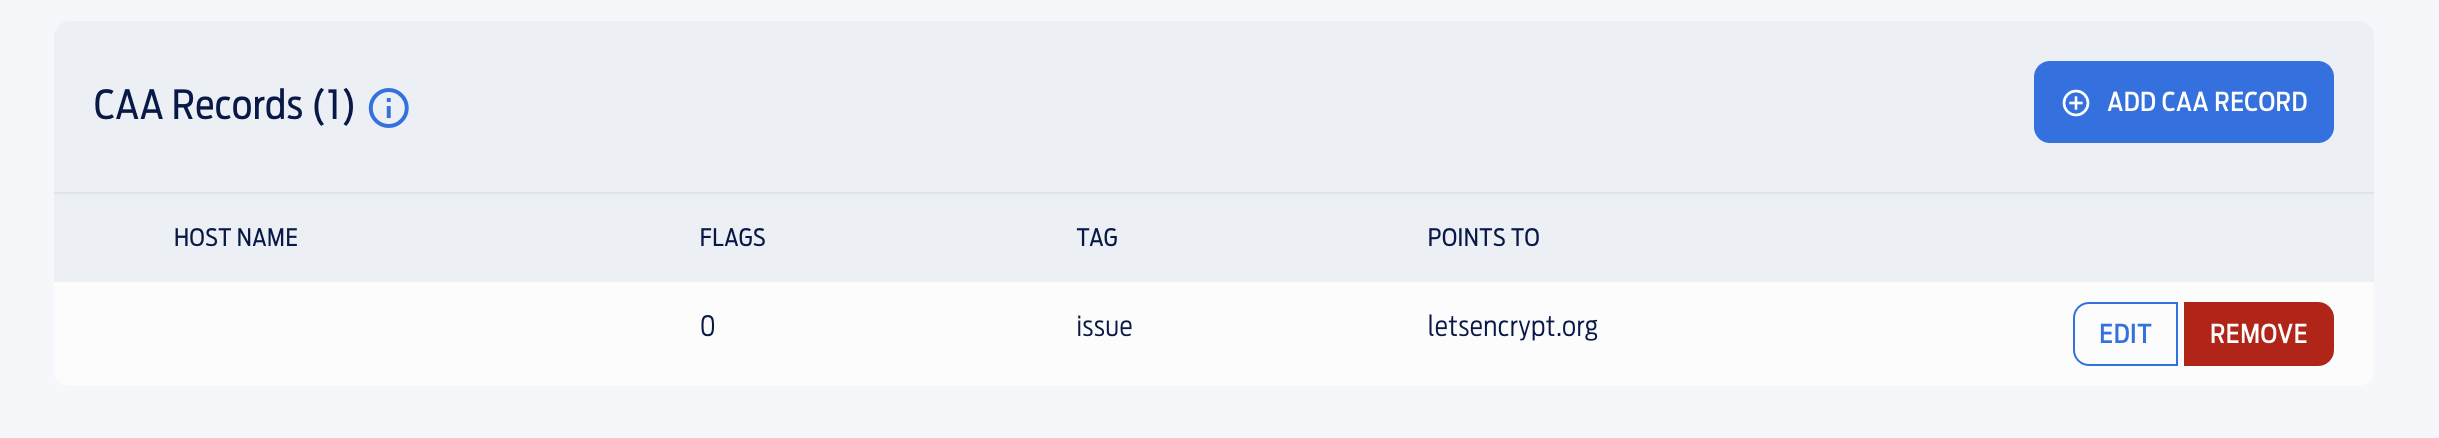 CAA Records (1)
ADD CAA RECORD
HOST NAME FLAGS TAG POINTS TO
0 issue letsencrypt.org EDIT REMOVE